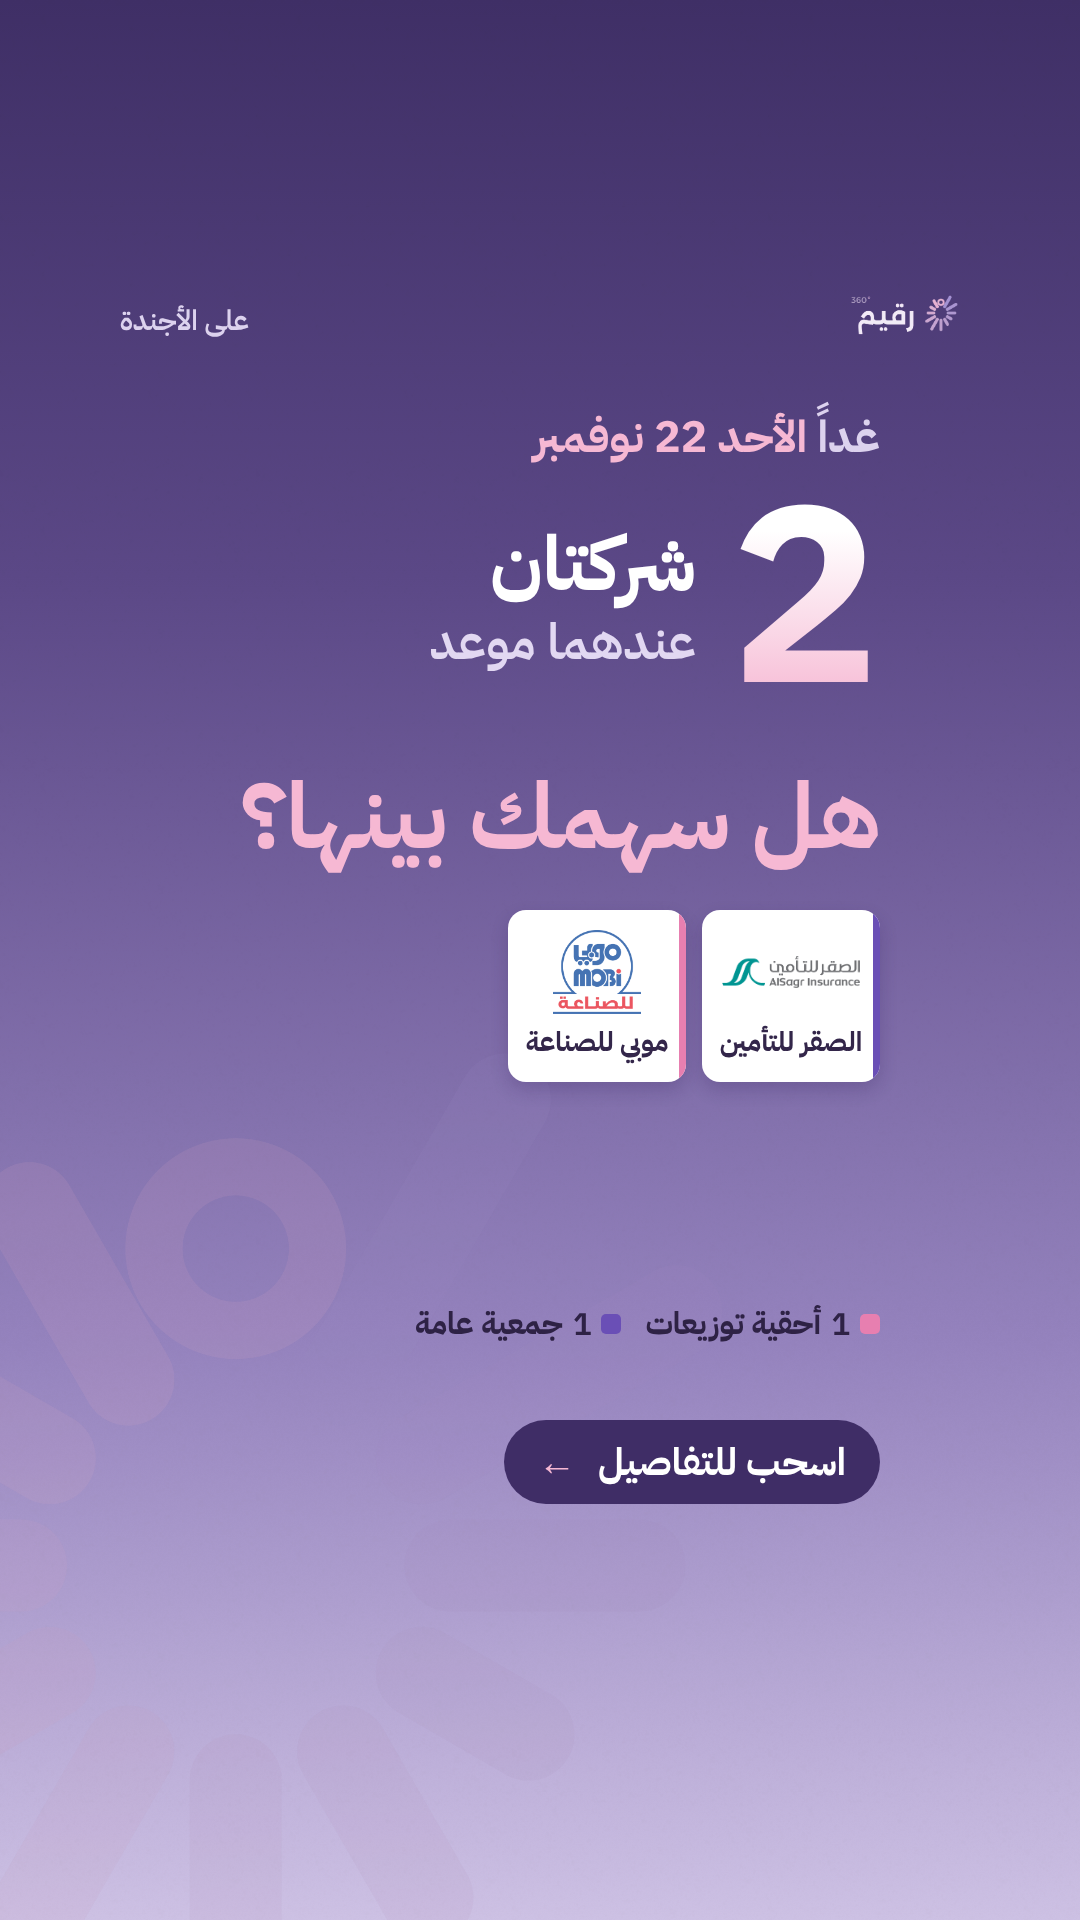 رقيم 360°
على الأجندة
غداً الأحد 22 نوفمبر
2
شركتان
عندهما موعد
هل سهمك بينها؟
الصقر للتأمين
AlSagr Insurance
الصقر للتأمين
موبي
mobi
للصناعة
موبي للصناعة
1 أحقية توزيعات
1 جمعية عامة
اسحب للتفاصيل ←